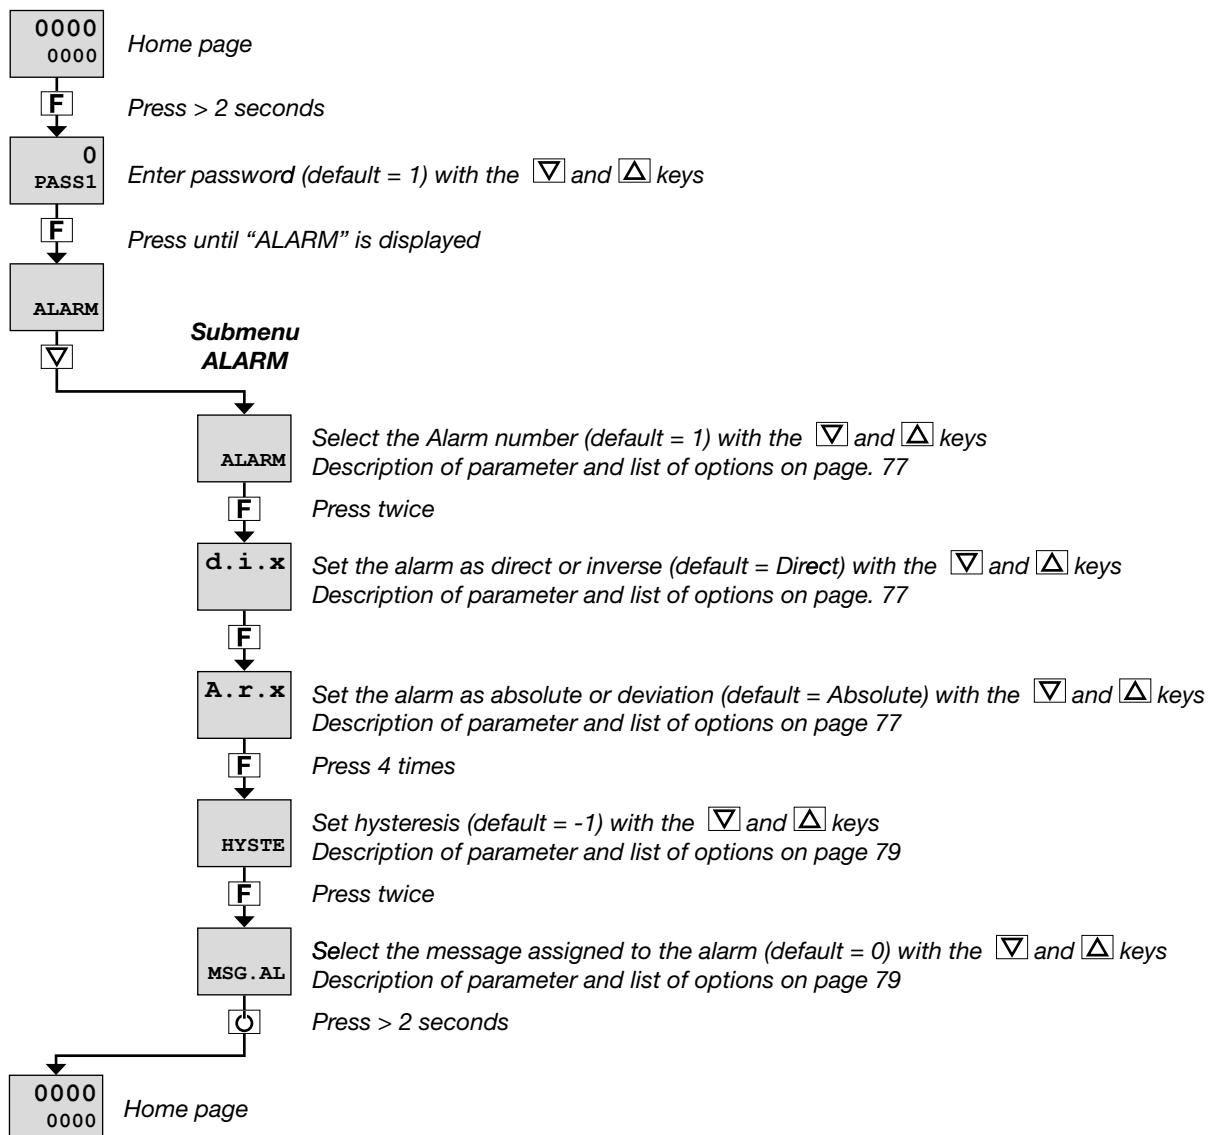 0000
0000
Home page
F
Press > 2 seconds
0
PASS1
Enter password (default = 1) with the ▽ and △ keys
F
Press until “ALARM” is displayed
ALARM
▽
Submenu
ALARM
ALARM
Select the Alarm number (default = 1) with the ▽ and △ keys
Description of parameter and list of options on page. 77
F
Press twice
d.i.x
Set the alarm as direct or inverse (default = Direct) with the ▽ and △ keys
Description of parameter and list of options on page. 77
F
A.r.x
Set the alarm as absolute or deviation (default = Absolute) with the ▽ and △ keys
Description of parameter and list of options on page 77
F
Press 4 times
HYSTE
Set hysteresis (default = -1) with the ▽ and △ keys
Description of parameter and list of options on page 79
F
Press twice
MSG.AL
Select the message assigned to the alarm (default = 0) with the ▽ and △ keys
Description of parameter and list of options on page 79
Press > 2 seconds
0000
0000
Home page